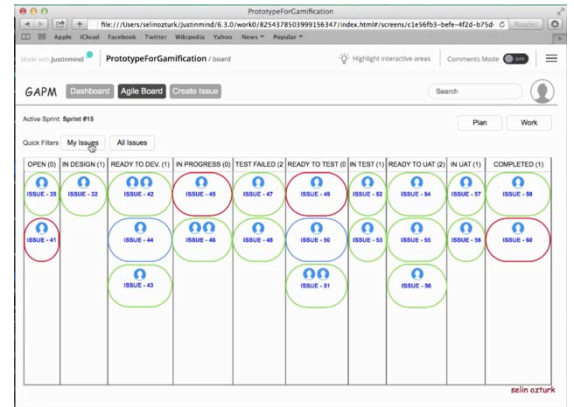 PrototypeForGamification
file:///Users/selinozturk/Justinmind/6.3.0/work0/8254378503999156347/index.html#/screens/c1e56fb3-befe-4f2d-b75d- Reader
Apple iCloud Facebook Twitter Wikipedia Yahoo News Popular
Made with Justinmind PrototypeForGamification / board Highlight interactive areas Comments Mode OFF
GAPM Dashboard Agile Board Create Issue Search
Active Sprint Sprint #15 Plan Work
Quick Filters My Issues All Issues
OPEN (0) IN DESIGN (1) READY TO DEV. (1) IN PROGRESS (0) TEST FAILED (2 READY TO TEST (0 IN TEST (1) READY TO UAT (2) IN UAT (1) COMPLETED (1)
ISSUE - 35 ISSUE - 32 ISSUE - 42 ISSUE - 45 ISSUE - 47 ISSUE - 49 ISSUE - 52 ISSUE - 54 ISSUE - 57 ISSUE - 59
ISSUE - 41 ISSUE - 44 ISSUE - 46 ISSUE - 48 ISSUE - 50 ISSUE - 53 ISSUE - 55 ISSUE - 58 ISSUE - 60
ISSUE - 43 ISSUE - 51 ISSUE - 56
selin ozturk